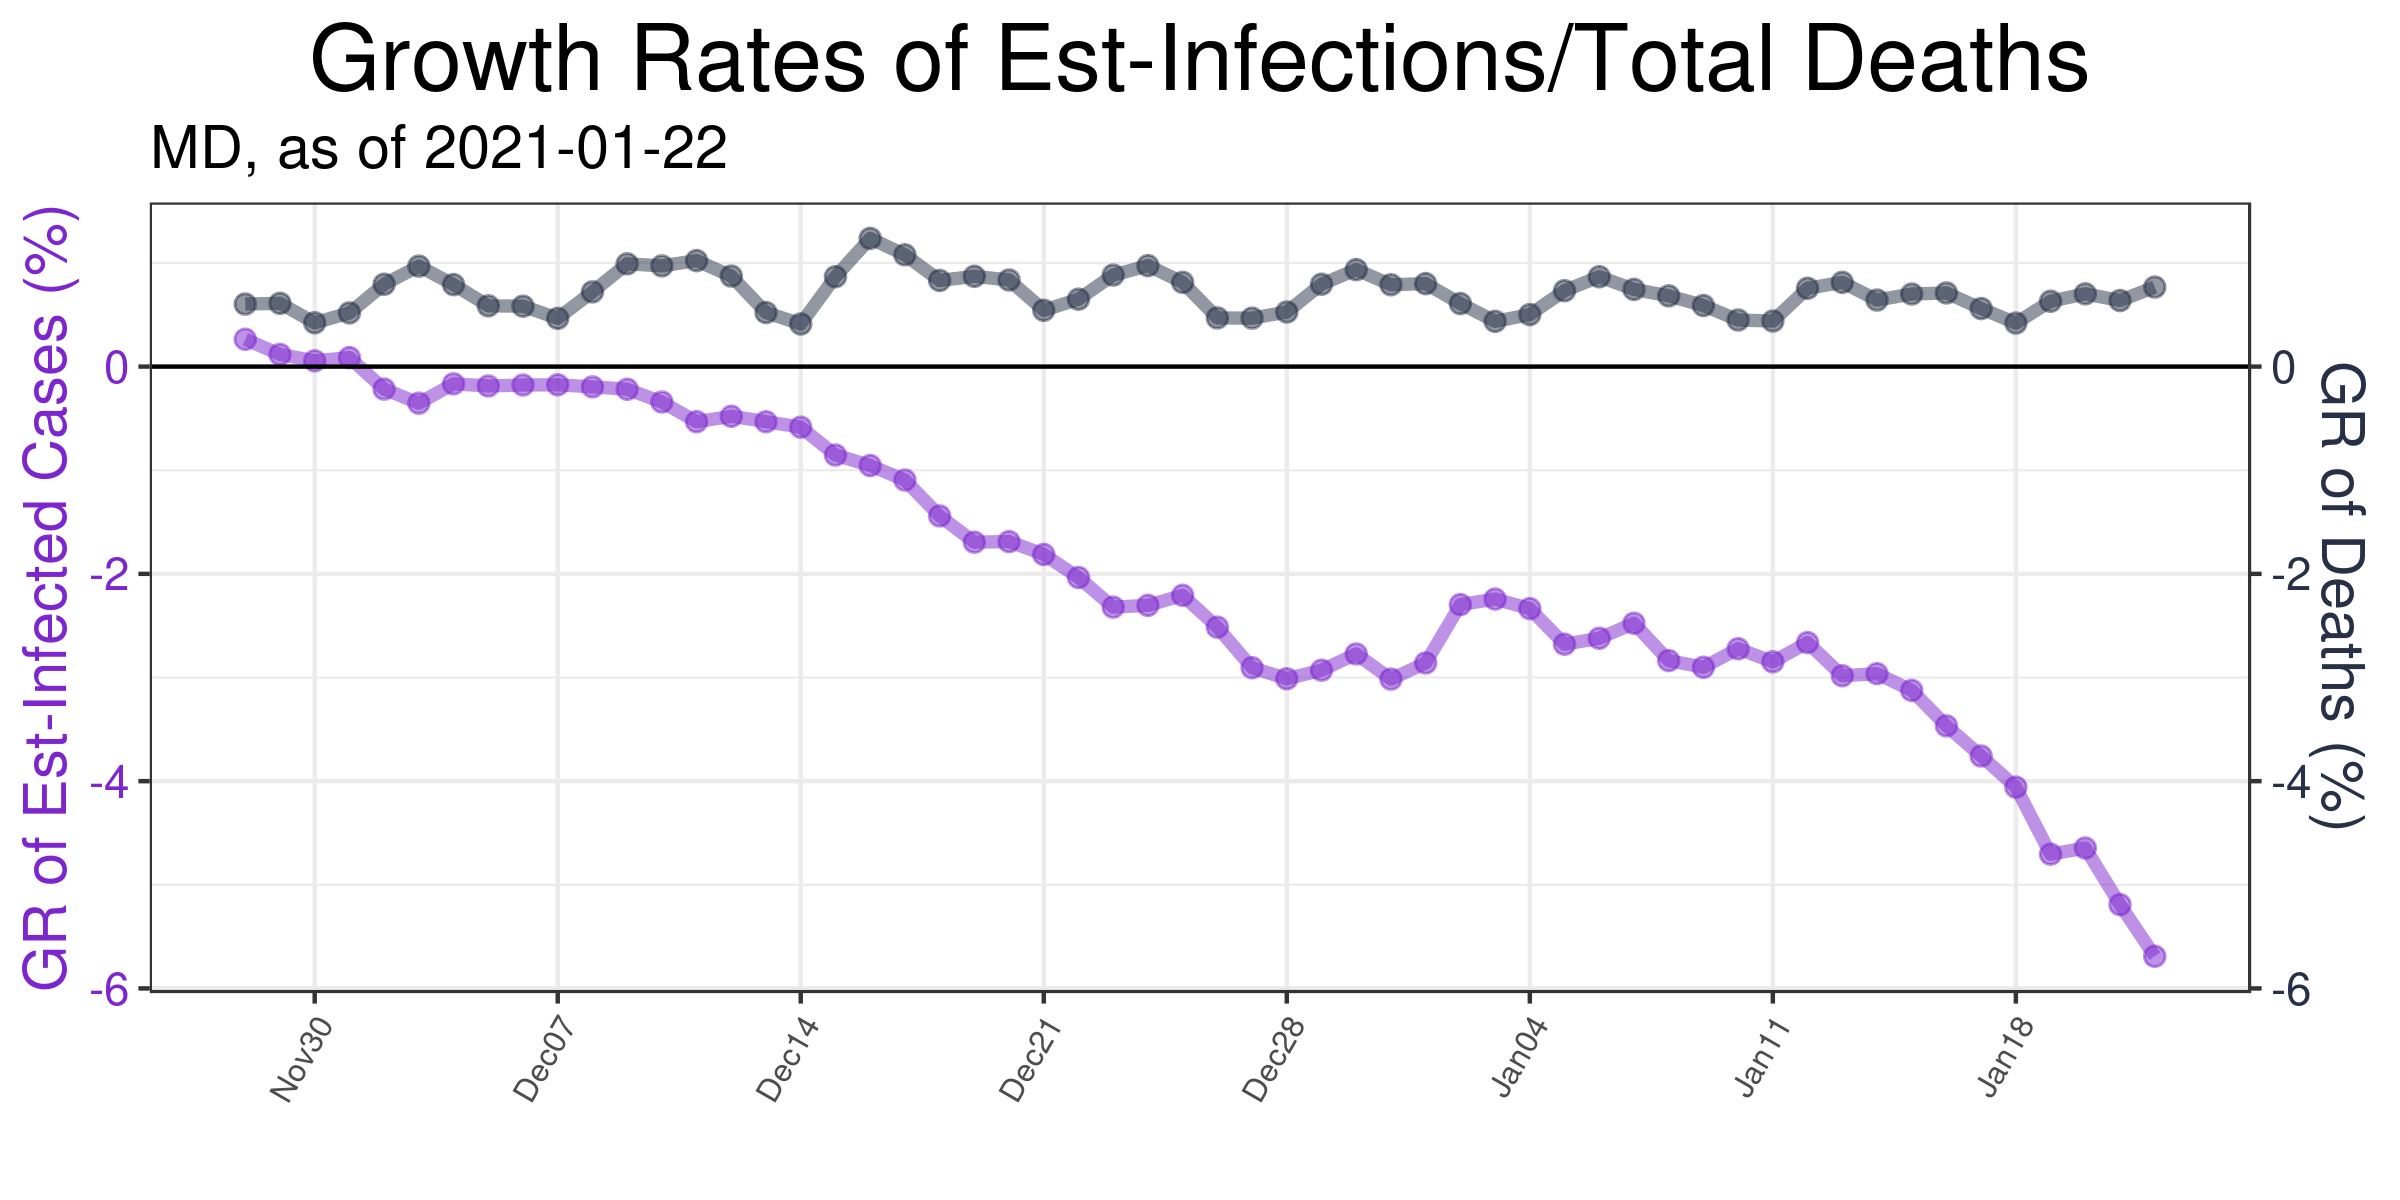 Growth Rates of Est-Infections/Total Deaths
MD, as of 2021-01-22
GR of Est-Infected Cases (%)
0
-2
-4
-6
0
-2
-4
-6
GR of Deaths (%)
Nov30
Dec07
Dec14
Dec21
Dec28
Jan04
Jan11
Jan18